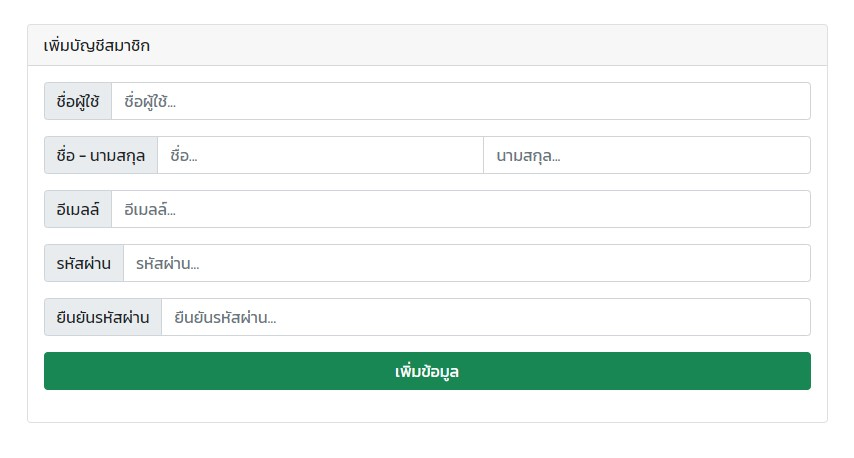 เพิ่มบัญชีสมาชิก
ชื่อผู้ใช้ ชื่อผู้ใช้...
ชื่อ - นามสกุล ชื่อ... นามสกุล...
อีเมลล์ อีเมลล์...
รหัสผ่าน รหัสผ่าน...
ยืนยันรหัสผ่าน ยืนยันรหัสผ่าน...
เพิ่มข้อมูล